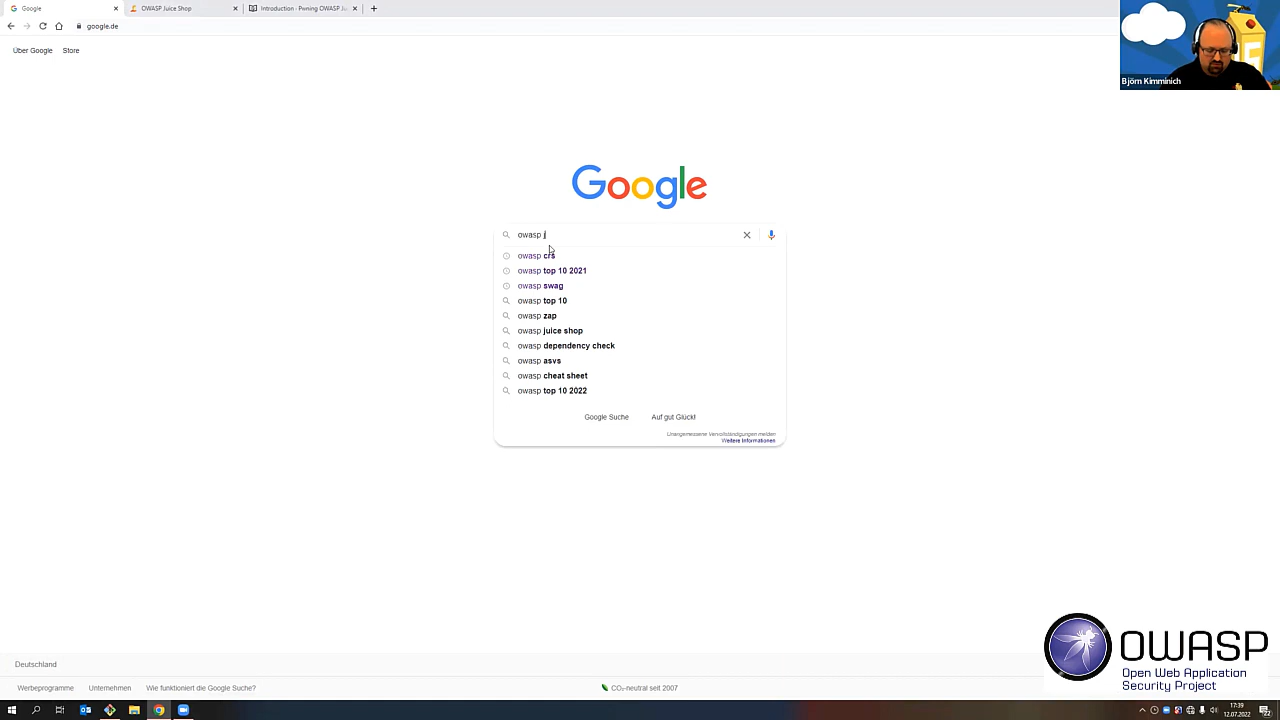 Google
OWASP Juice Shop
Introduction · Pwning OWASP Ju
google.de
Über Google
Store
Björn Kimminich
Google
owasp j
owasp crs
owasp top 10 2021
owasp swag
owasp top 10
owasp zap
owasp juice shop
owasp dependency check
owasp asvs
owasp cheat sheet
owasp top 10 2022
Google Suche
Auf gut Glück!
Unangemessene Vervollständigungen melden
Weitere Informationen
OWASP
Open Web Application
Security Project
Deutschland
Werbeprogramme
Unternehmen
Wie funktioniert die Google Suche?
CO₂-neutral seit 2007
17:39
12.07.2022